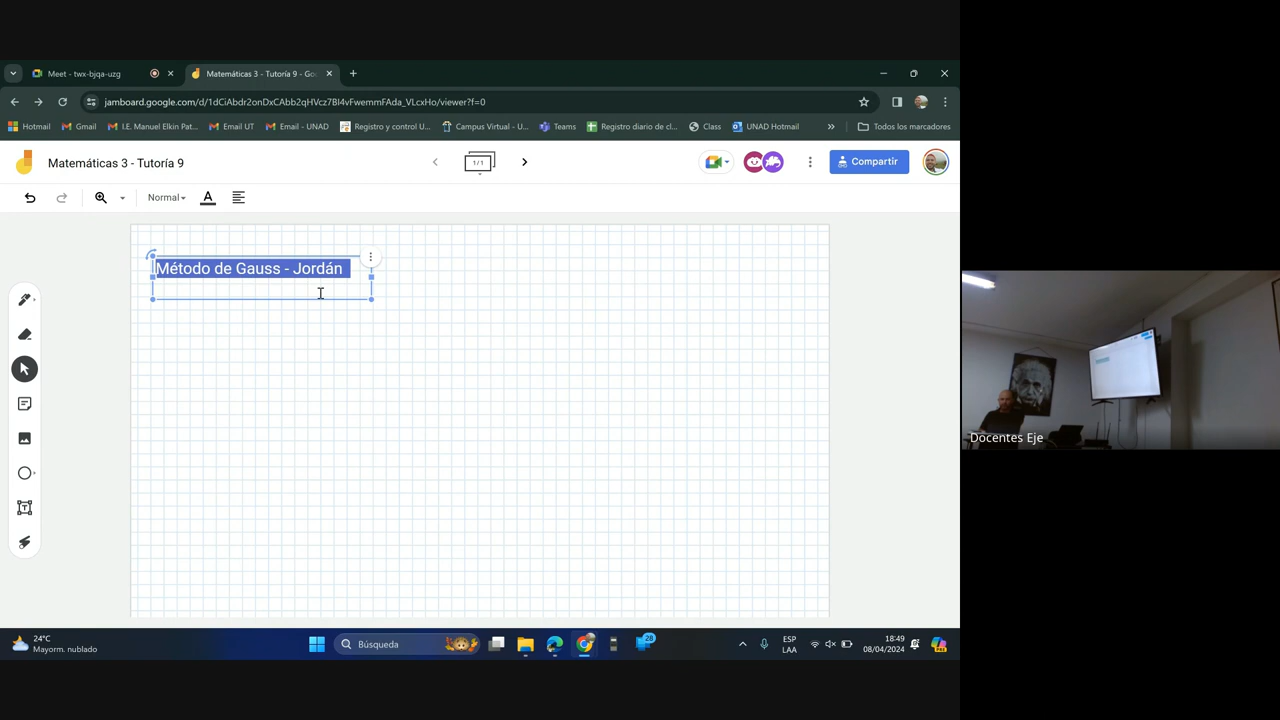 Meet - twx-bjqa-uzg
Matemáticas 3 - Tutoría 9 - Goo
jamboard.google.com/d/1dCiAbdr2onDxCAbb2qHVcz7Bl4vFwemmFAda_VLcxHo/viewer?f=0
Hotmail
Gmail
I.E. Manuel Elkin Pat...
Email UT
Email - UNAD
Registro y control U...
Campus Virtual - U...
Teams
Registro diario de cl...
Class
UNAD Hotmail
»
Todos los marcadores
Matemáticas 3 - Tutoría 9
1/1
Compartir
Normal
A
Método de Gauss - Jordán
Docentes Eje
24°C
Mayorm. nublado
Búsqueda
28
ESP
LAA
18:49
08/04/2024